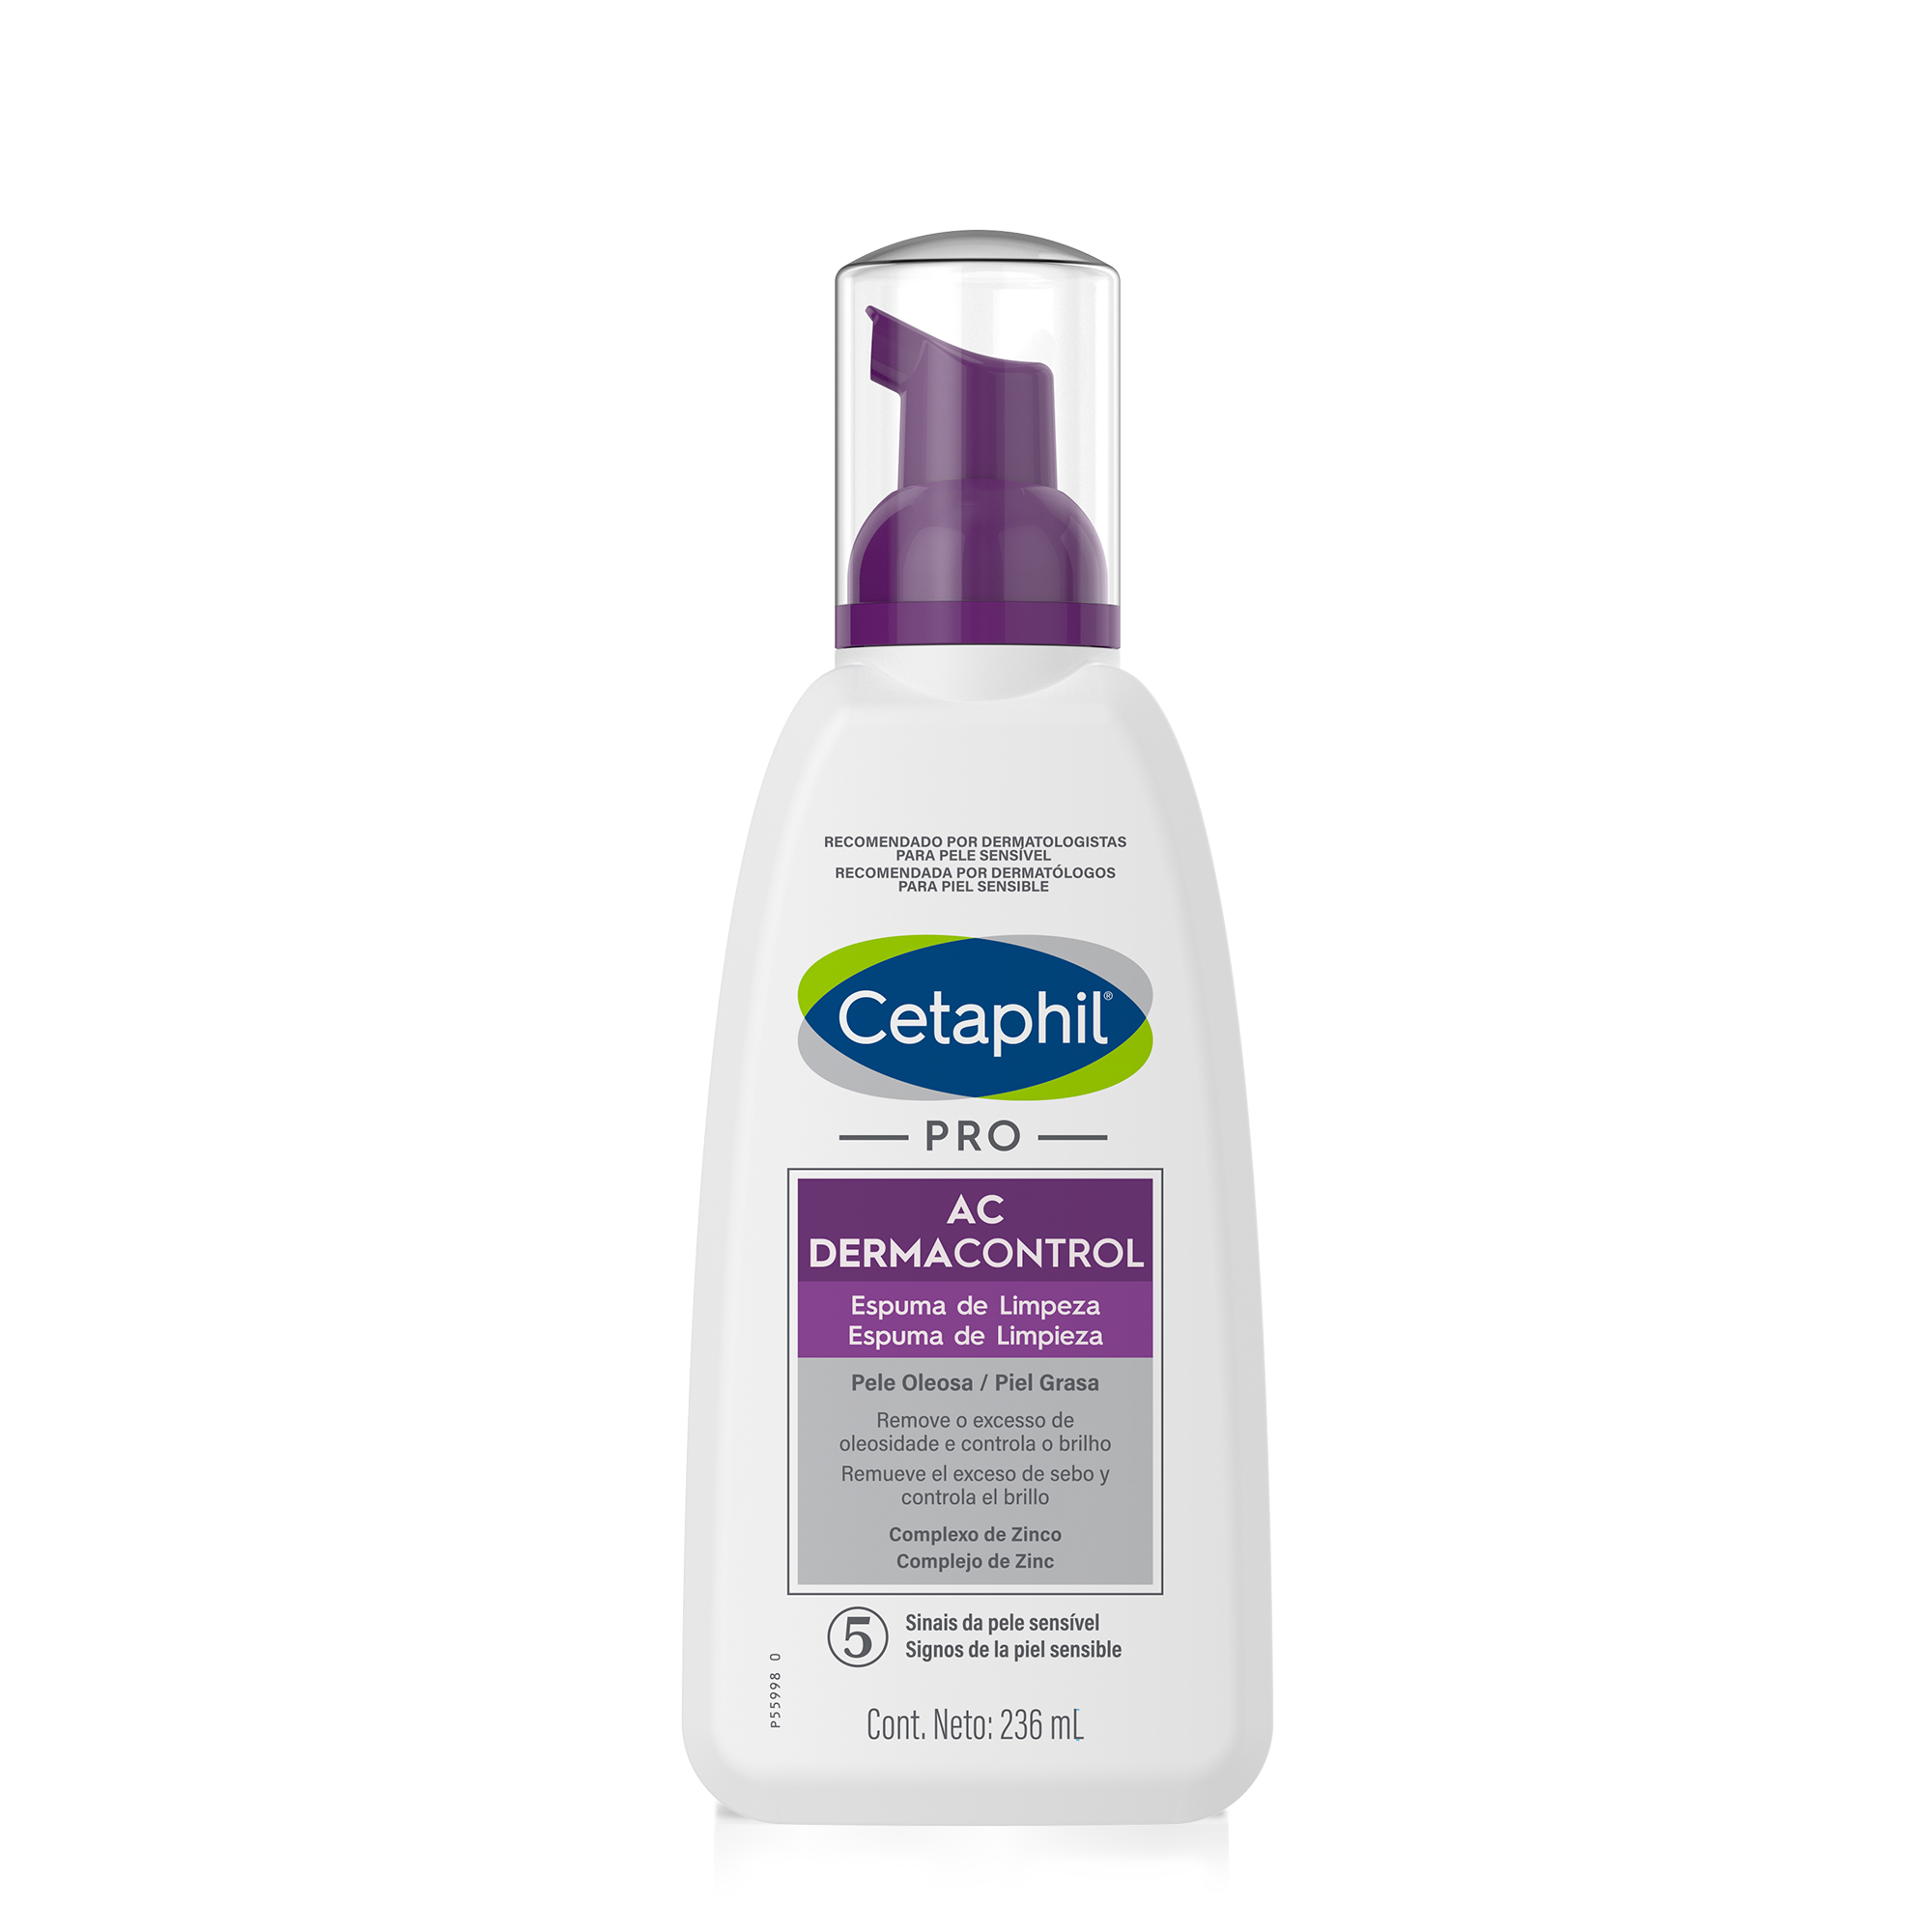 RECOMENDADO POR DERMATOLOGISTAS
PARA PELE SENSÍVEL
RECOMENDADA POR DERMATÓLOGOS
PARA PIEL SENSIBLE
Cetaphil®
PRO
AC
DERMACONTROL
Espuma de Limpeza
Espuma de Limpieza
Pele Oleosa / Piel Grasa
Remove o excesso de
oleosidade e controla o brilho
Remueve el exceso de sebo y
controla el brillo
Complexo de Zinco
Complejo de Zinc
5 Sinais da pele sensível
Signos de la piel sensible
P55998 0
Cont. Neto: 236 mL